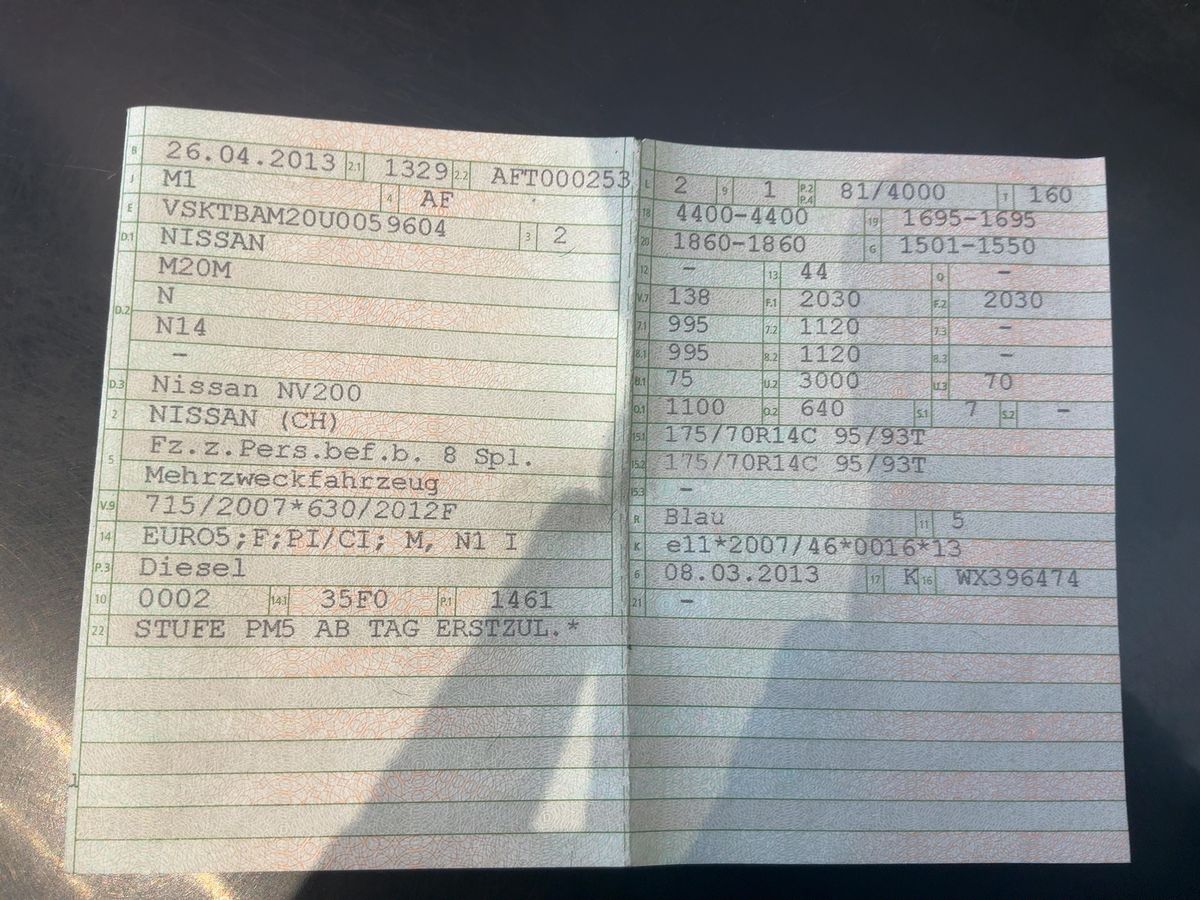 B 26.04.2013 2.1 1329 2.2 AFT000253
J M1 4 AF
E VSKTBAM20U0059604 3 2
D.1 NISSAN
D.2 M20M
N
N14
–
D.3 Nissan NV200
2 NISSAN (CH)
5 Fz.z.Pers.bef.b. 8 Spl.
Mehrzweckfahrzeug
V.9 715/2007*630/2012F
14 EURO5;F;PI/CI; M, N1 I
P.3 Diesel
10 0002 14.1 35F0 P.1 1461
22 STUFE PM5 AB TAG ERSTZUL.*
L 2 9 1 P.2 P.4 81/4000 T 160
18 4400-4400 19 1695-1695
20 1860-1860 G 1501-1550
12 – 13 44 Q –
V.7 138 F.1 2030 F.2 2030
7.1 995 7.2 1120 7.3 –
8.1 995 8.2 1120 8.3 –
U.1 75 U.2 3000 U.3 70
O.1 1100 O.2 640 S.1 7 S.2 –
15.1 175/70R14C 95/93T
15.2 175/70R14C 95/93T
15.3 –
R Blau 11 5
K e11*2007/46*0016*13
6 08.03.2013 17 K 16 WX396474
21 –